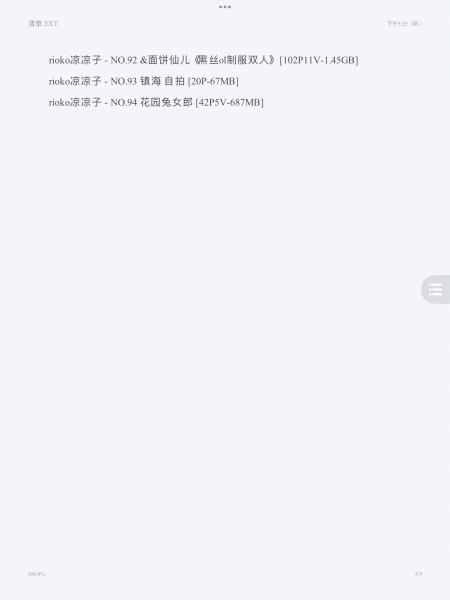 清单.TXT
下午5:25
rioko凉凉子 - NO.92 &面饼仙儿《黑丝ol制服双人》[102P11V-1.45GB]
rioko凉凉子 - NO.93 镇海 自拍 [20P-67MB]
rioko凉凉子 - NO.94 花园兔女郎 [42P5V-687MB]
100.0%
5/5